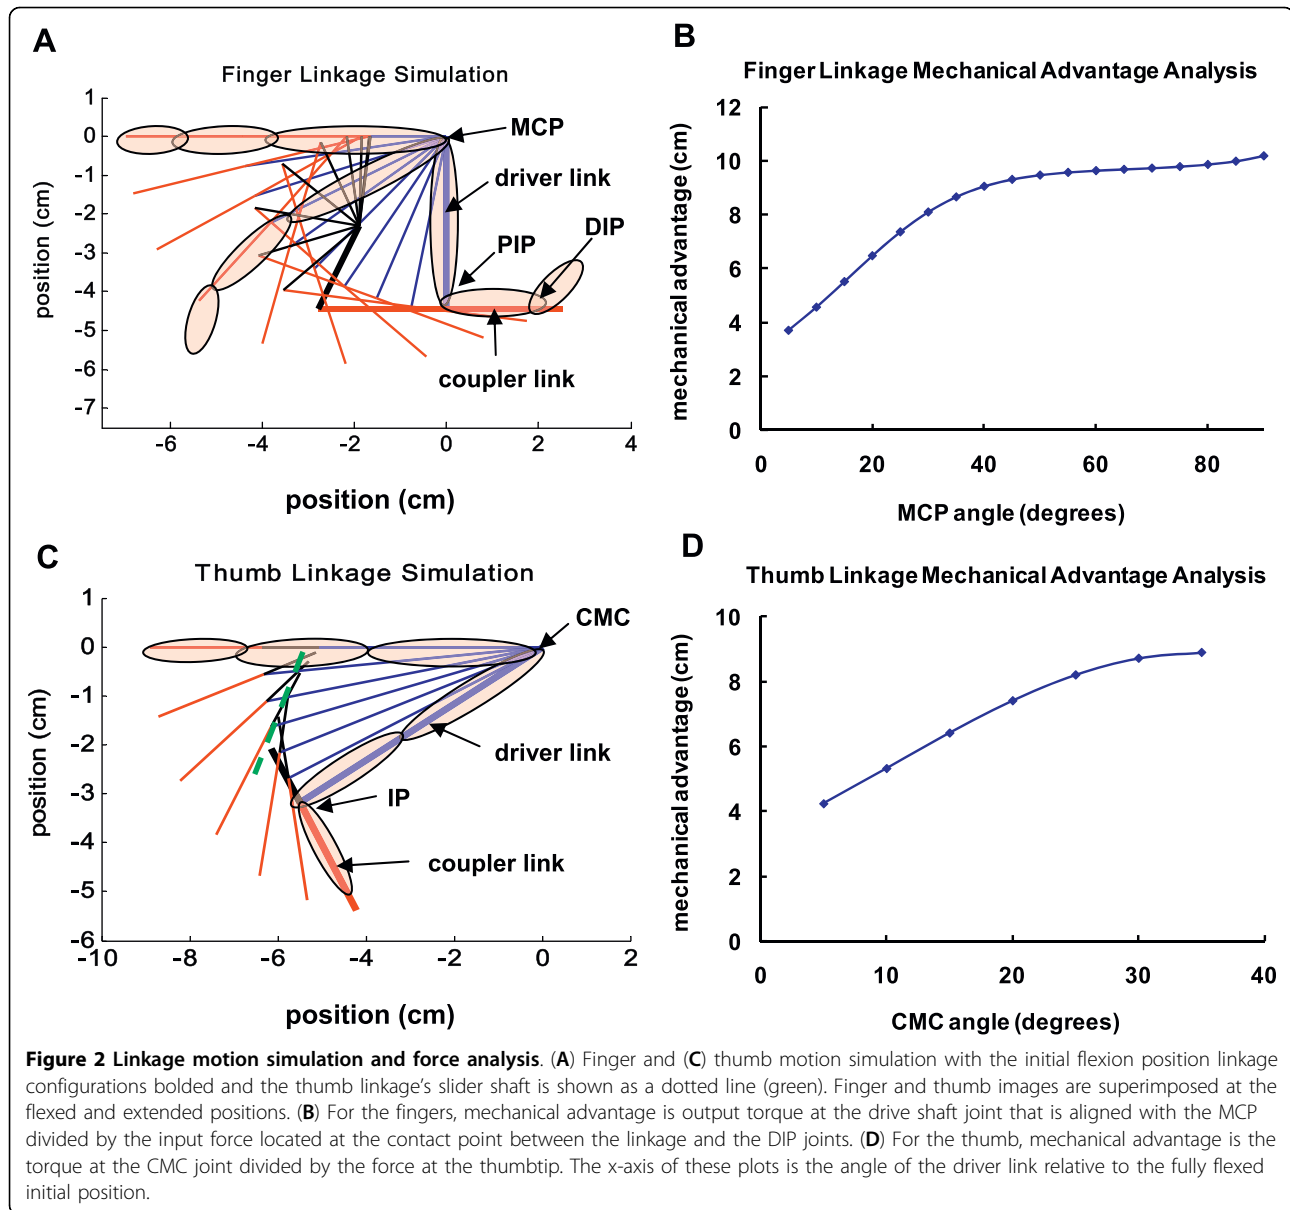 A
Finger Linkage Simulation
1
0
-1
-2
-3
-4
-5
-6
-7
position (cm)
-6
-4
-2
0
2
4
position (cm)
MCP
driver link
DIP
PIP
coupler link
B
Finger Linkage Mechanical Advantage Analysis
12
10
8
6
4
2
0
mechanical advantage (cm)
0
20
40
60
80
MCP angle (degrees)
C
Thumb Linkage Simulation
1
0
-1
-2
-3
-4
-5
-6
position (cm)
-10
-8
-6
-4
-2
0
2
position (cm)
CMC
driver link
IP
coupler link
D
Thumb Linkage Mechanical Advantage Analysis
10
8
6
4
2
0
mechanical advantage (cm)
0
10
20
30
40
CMC angle (degrees)
Figure 2 Linkage motion simulation and force analysis. (A) Finger and (C) thumb motion simulation with the initial flexion position linkage
configurations bolded and the thumb linkage's slider shaft is shown as a dotted line (green). Finger and thumb images are superimposed at the
flexed and extended positions. (B) For the fingers, mechanical advantage is output torque at the drive shaft joint that is aligned with the MCP
divided by the input force located at the contact point between the linkage and the DIP joints. (D) For the thumb, mechanical advantage is the
torque at the CMC joint divided by the force at the thumbtip. The x-axis of these plots is the angle of the driver link relative to the fully flexed
initial position.